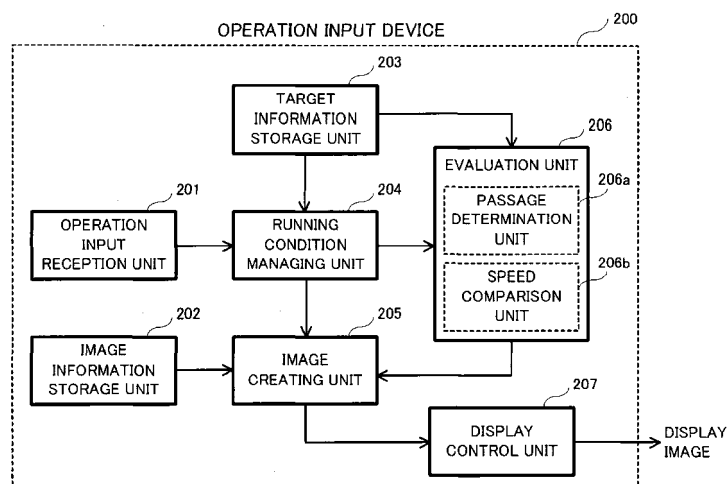 OPERATION INPUT DEVICE
200
203
TARGET
INFORMATION
STORAGE UNIT
206
EVALUATION UNIT
206a
PASSAGE
DETERMINATION
UNIT
201
OPERATION
INPUT
RECEPTION UNIT
204
RUNNING
CONDITION
MANAGING UNIT
206b
SPEED
COMPARISON
UNIT
202
IMAGE
INFORMATION
STORAGE UNIT
205
IMAGE
CREATING UNIT
207
DISPLAY
CONTROL UNIT
DISPLAY
IMAGE